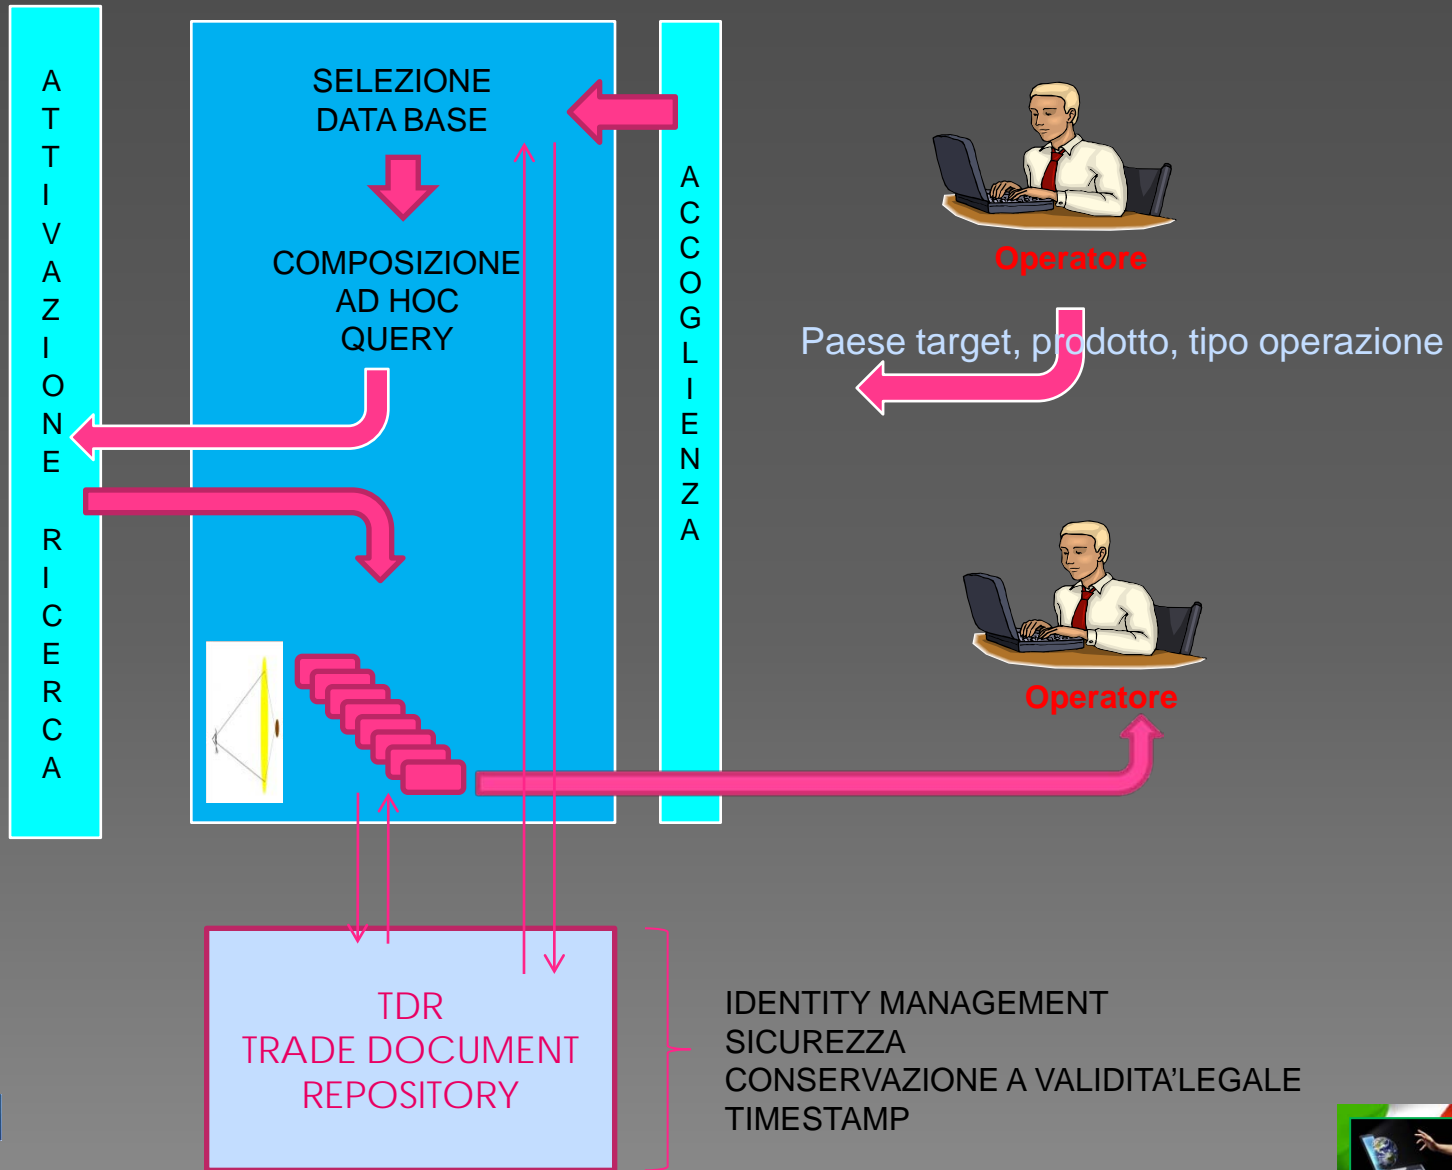 ATTIVAZIONE RICERCA
SELEZIONE
DATA BASE
COMPOSIZIONE
AD HOC
QUERY
ACCOGLIENZA
Operatore
Paese target, prodotto, tipo operazione
Operatore
TDR
TRADE DOCUMENT
REPOSITORY
IDENTITY MANAGEMENT
SICUREZZA
CONSERVAZIONE A VALIDITA'LEGALE
TIMESTAMP